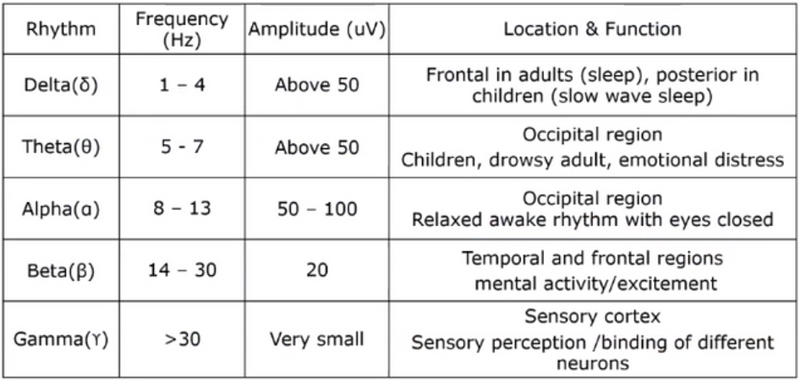 Rhythm
Frequency
(Hz)
Amplitude (uV)
Location & Function
Delta(δ)
1 – 4
Above 50
Frontal in adults (sleep), posterior in
children (slow wave sleep)
Theta(θ)
5 - 7
Above 50
Occipital region
Children, drowsy adult, emotional distress
Alpha(α)
8 – 13
50 – 100
Occipital region
Relaxed awake rhythm with eyes closed
Beta(β)
14 – 30
20
Temporal and frontal regions
mental activity/excitement
Gamma(ϒ)
>30
Very small
Sensory cortex
Sensory perception /binding of different
neurons